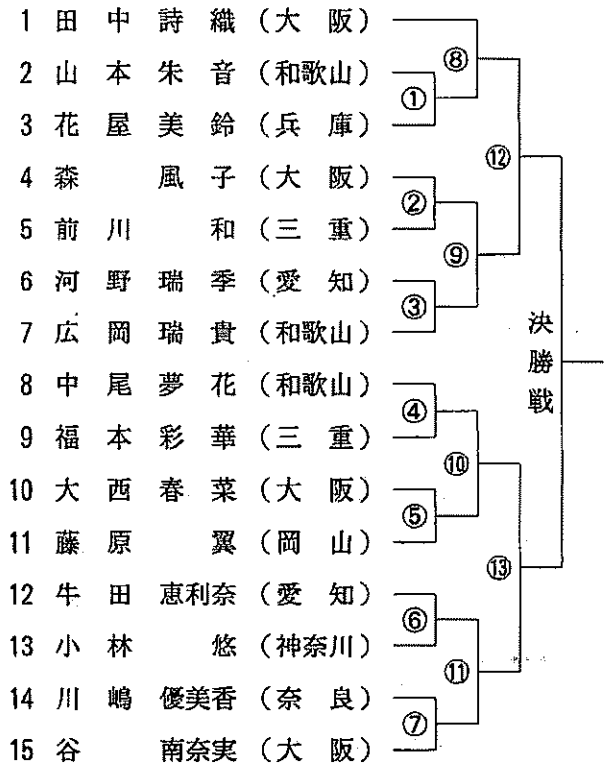 1 田中詩織 (大阪)
2 山本朱音 (和歌山)
3 花屋美鈴 (兵庫)
4 森風子 (大阪)
5 前川和 (三重)
6 河野瑞季 (愛知)
7 広岡瑞貴 (和歌山)
8 中尾夢花 (和歌山)
9 福本彩華 (三重)
10 大西春菜 (大阪)
11 藤原翼 (岡山)
12 牛田恵利奈 (愛知)
13 小林悠 (神奈川)
14 川嶋優美香 (奈良)
15 谷南奈実 (大阪)
①
②
③
④
⑤
⑥
⑦
⑧
⑨
⑩
⑪
⑫
⑬
決勝戦